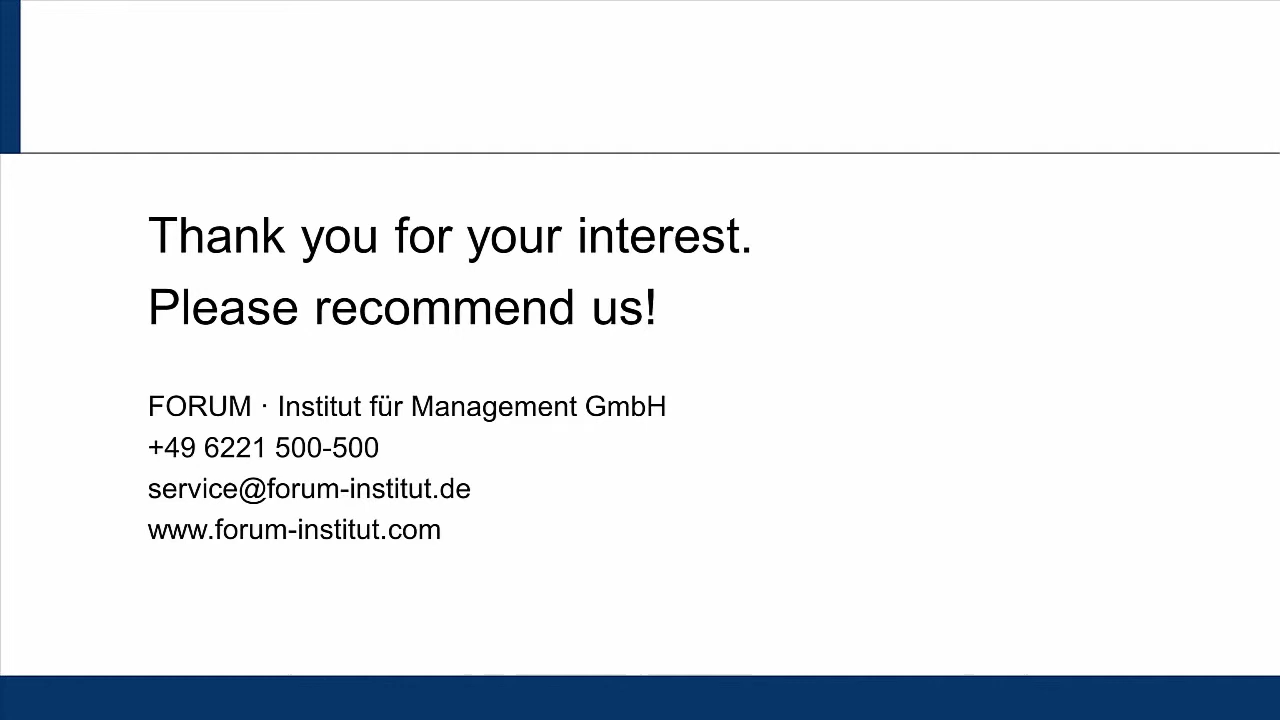 Thank you for your interest.
Please recommend us!
FORUM · Institut für Management GmbH
+49 6221 500-500
service@forum-institut.de
www.forum-institut.com